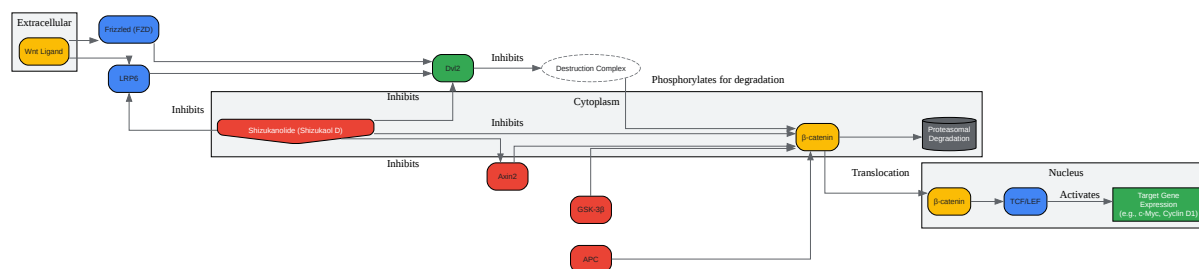 Extracellular
Wnt Ligand
Frizzled (FZD)
LRP6
Inhibits
Dvl2
Inhibits
Destruction Complex
Phosphorylates for degradation
Inhibits
Cytoplasm
Shizukanolide (Shizukaol D)
Inhibits
β-catenin
Proteasomal
Degradation
Inhibits
Axin2
GSK-3β
APC
Translocation
Nucleus
β-catenin
TCF/LEF
Activates
Target Gene
Expression
(e.g., c-Myc, Cyclin D1)